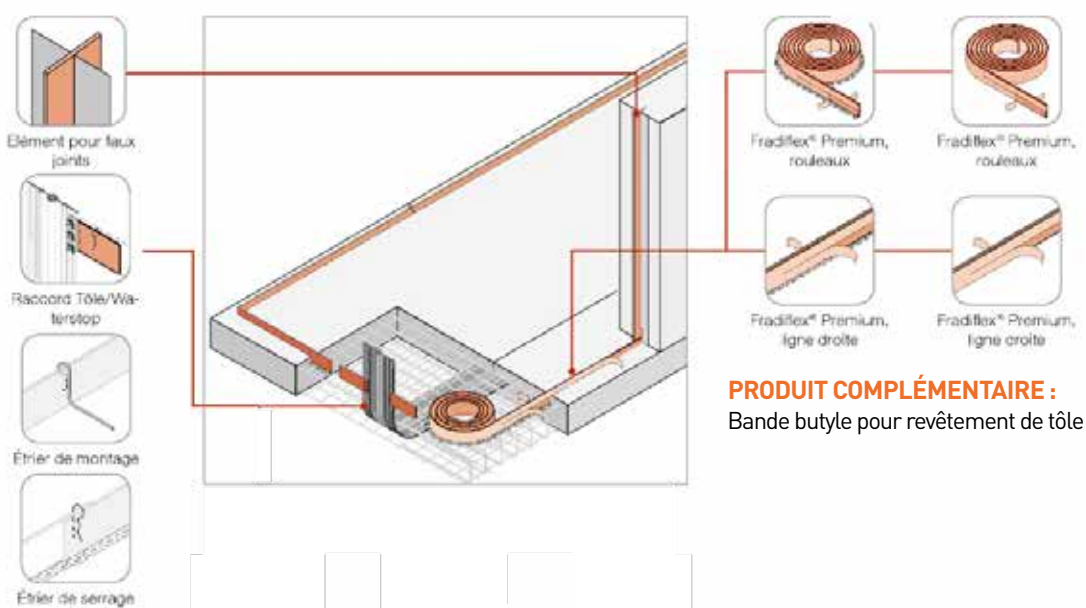 Elément pour faux
joints
Raccord Tôle/Wa-
terstop
Étrier de montage
Étrier de serrage
Fradiflex® Premium,
rouleaux
Fradiflex® Premium,
rouleaux
Fradiflex® Premium,
ligne droite
Fradiflex® Premium,
ligne droite
PRODUIT COMPLÉMENTAIRE :
Bande butyle pour revêtement de tôle